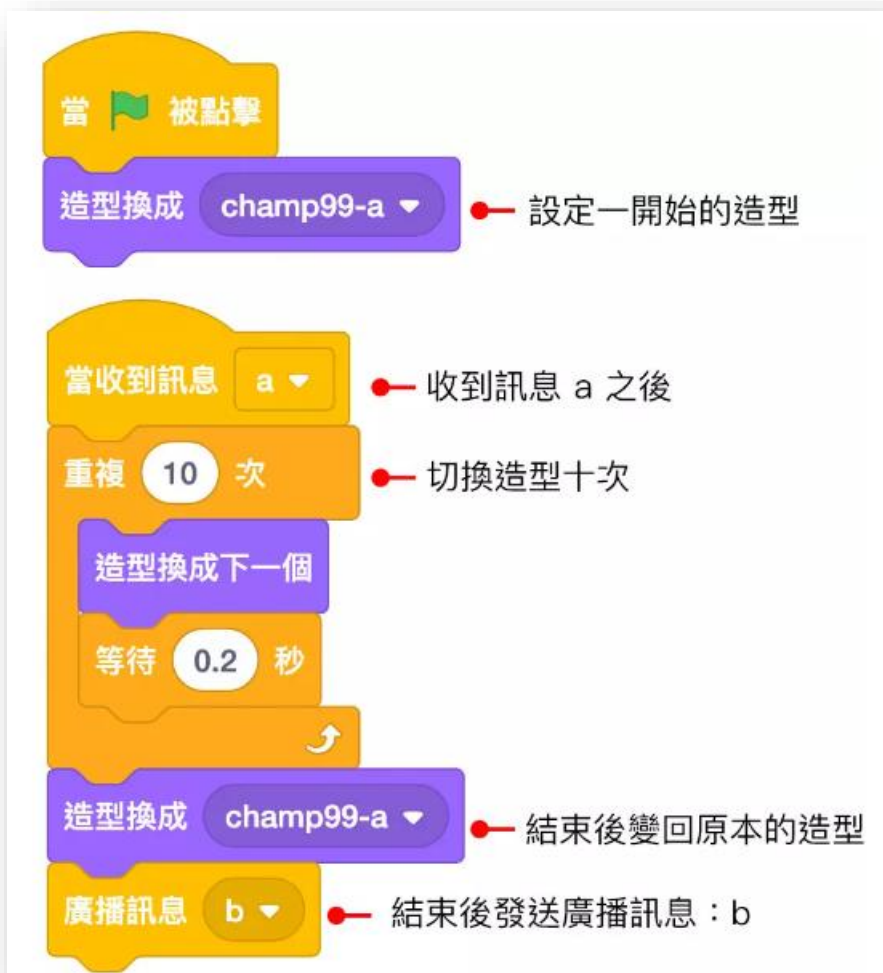 當 被點擊
造型換成 champ99-a 設定一開始的造型
當收到訊息 a 收到訊息 a 之後
重複 10 次 切換造型十次
造型換成下一個
等待 0.2 秒
造型換成 champ99-a 結束後變回原本的造型
廣播訊息 b 結束後發送廣播訊息：b